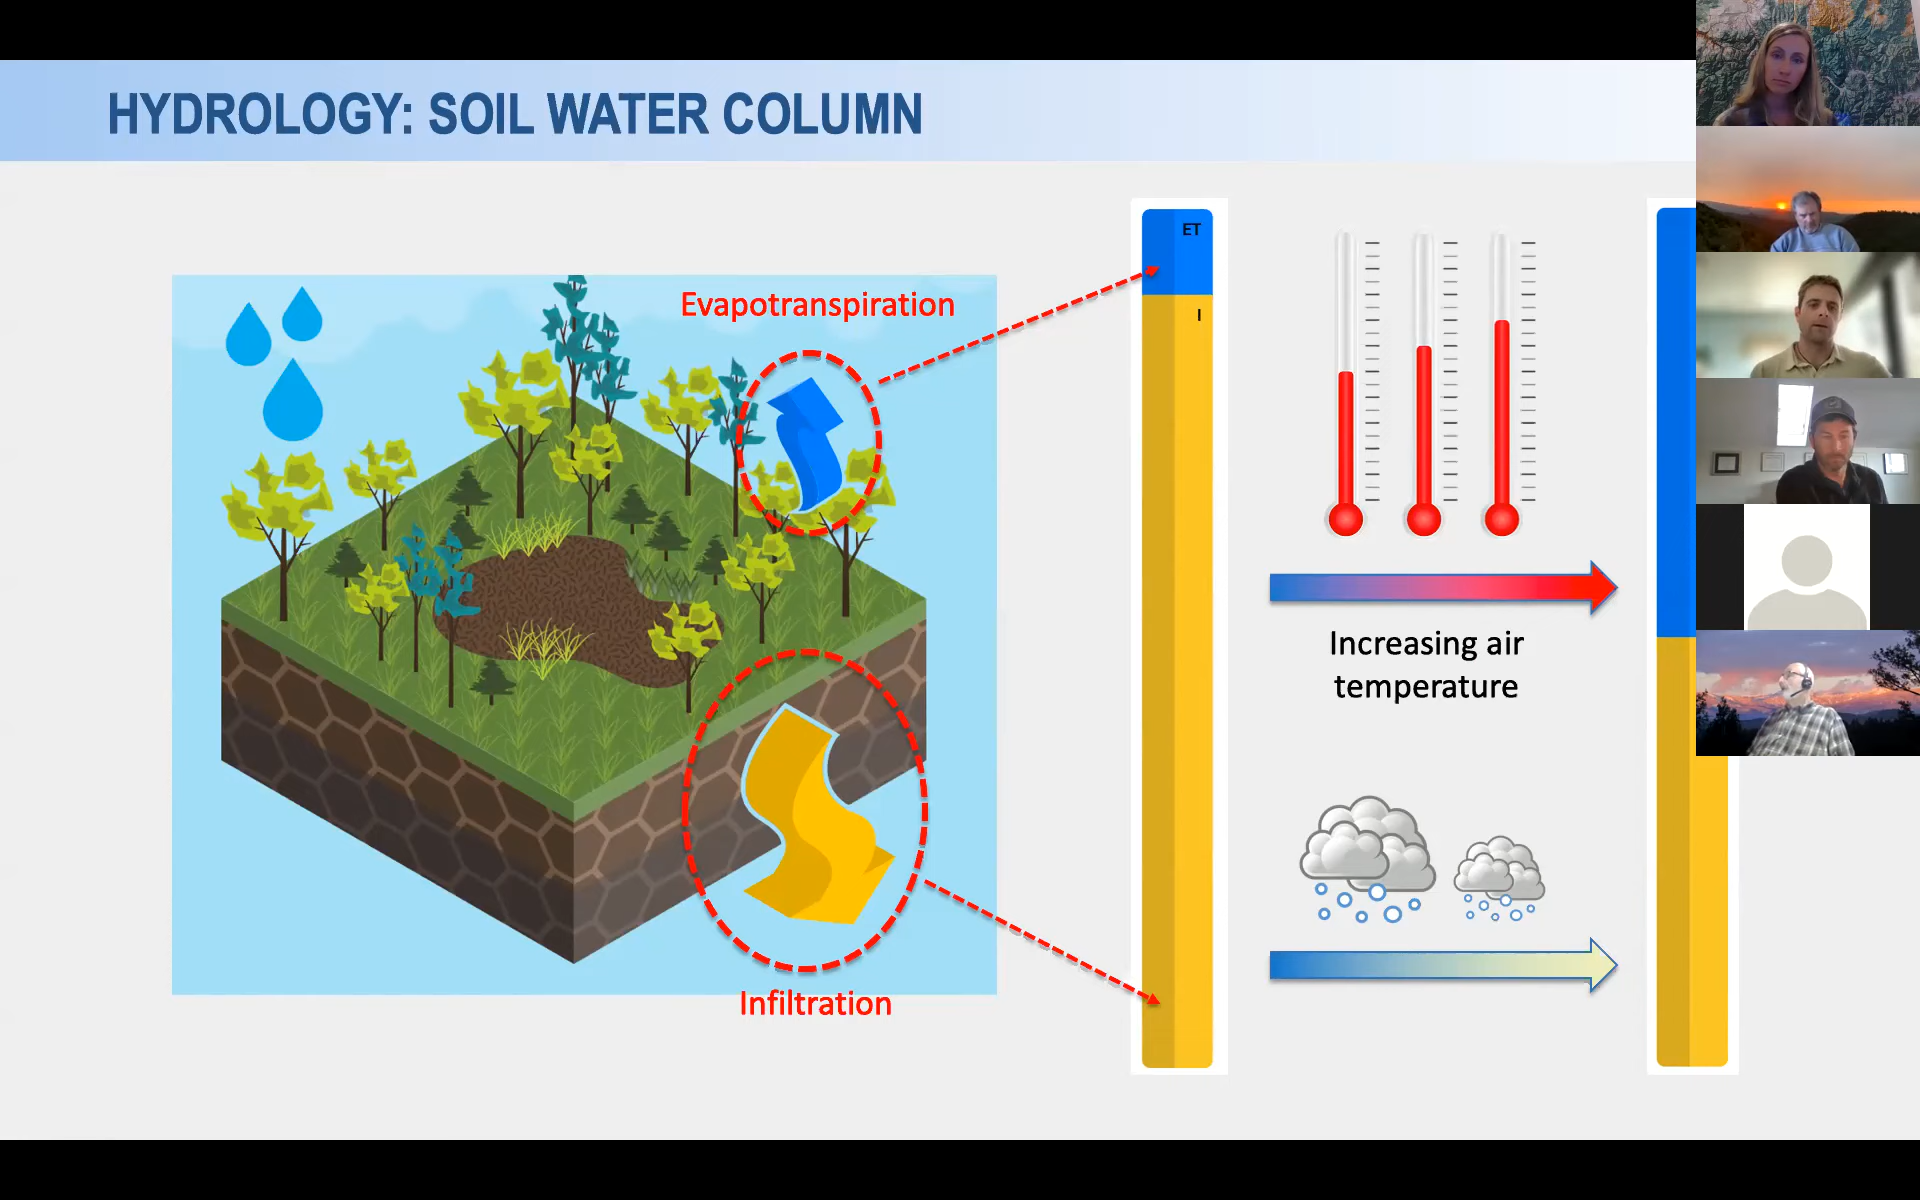 HYDROLOGY: SOIL WATER COLUMN
Evapotranspiration
Infiltration
ET
I
Increasing air
temperature